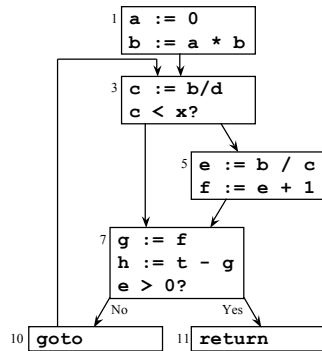 1 a := 0
b := a * b
3 c := b/d
c < x?
5 e := b / c
f := e + 1
7 g := f
h := t - g
e > 0?
No Yes
10 goto 11 return